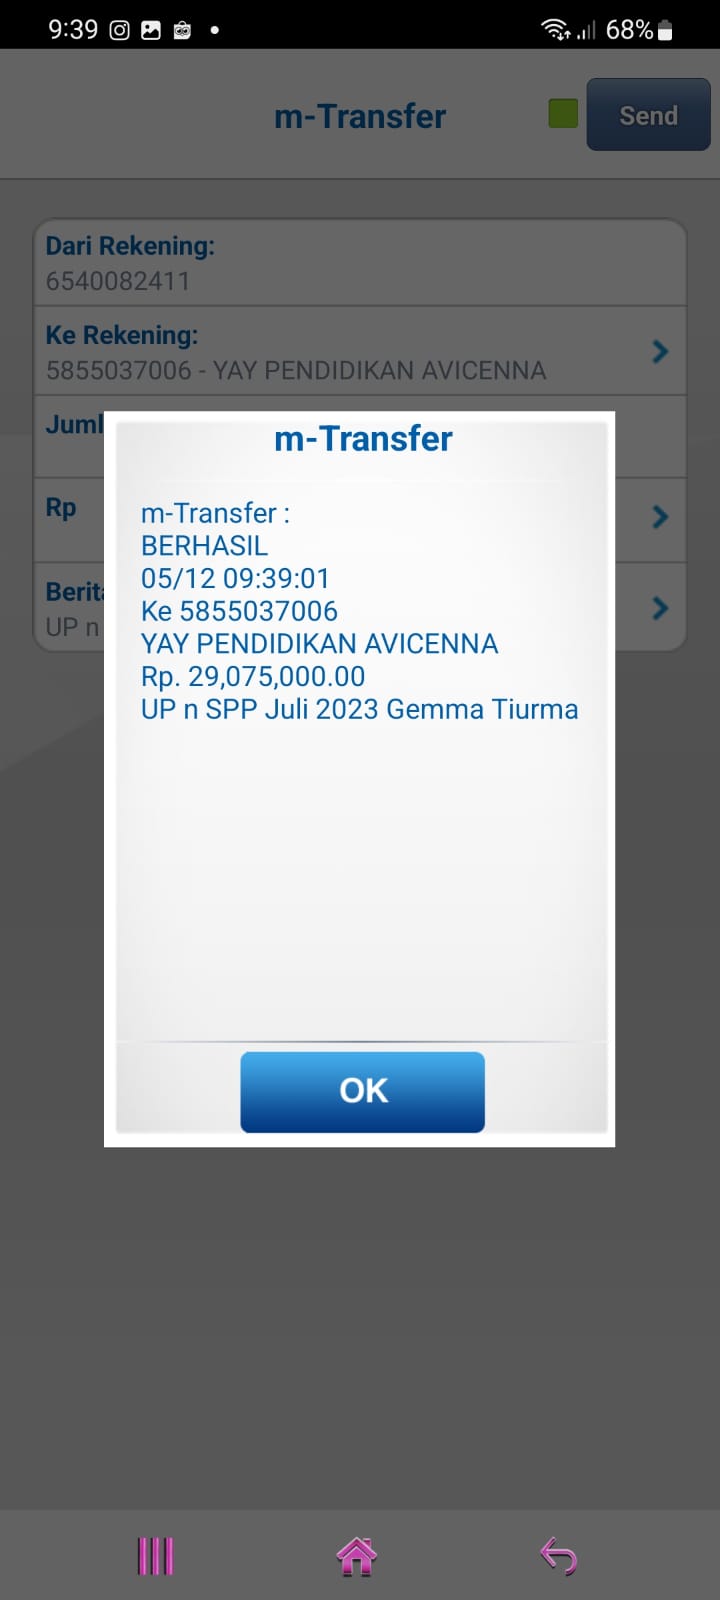 9:39 68%
m-Transfer
Send
Dari Rekening:
6540082411
Ke Rekening:
5855037006 - YAY PENDIDIKAN AVICENNA
Juml
Rp
Berita
UP n
m-Transfer
m-Transfer :
BERHASIL
05/12 09:39:01
Ke 5855037006
YAY PENDIDIKAN AVICENNA
Rp. 29,075,000.00
UP n SPP Juli 2023 Gemma Tiurma
OK